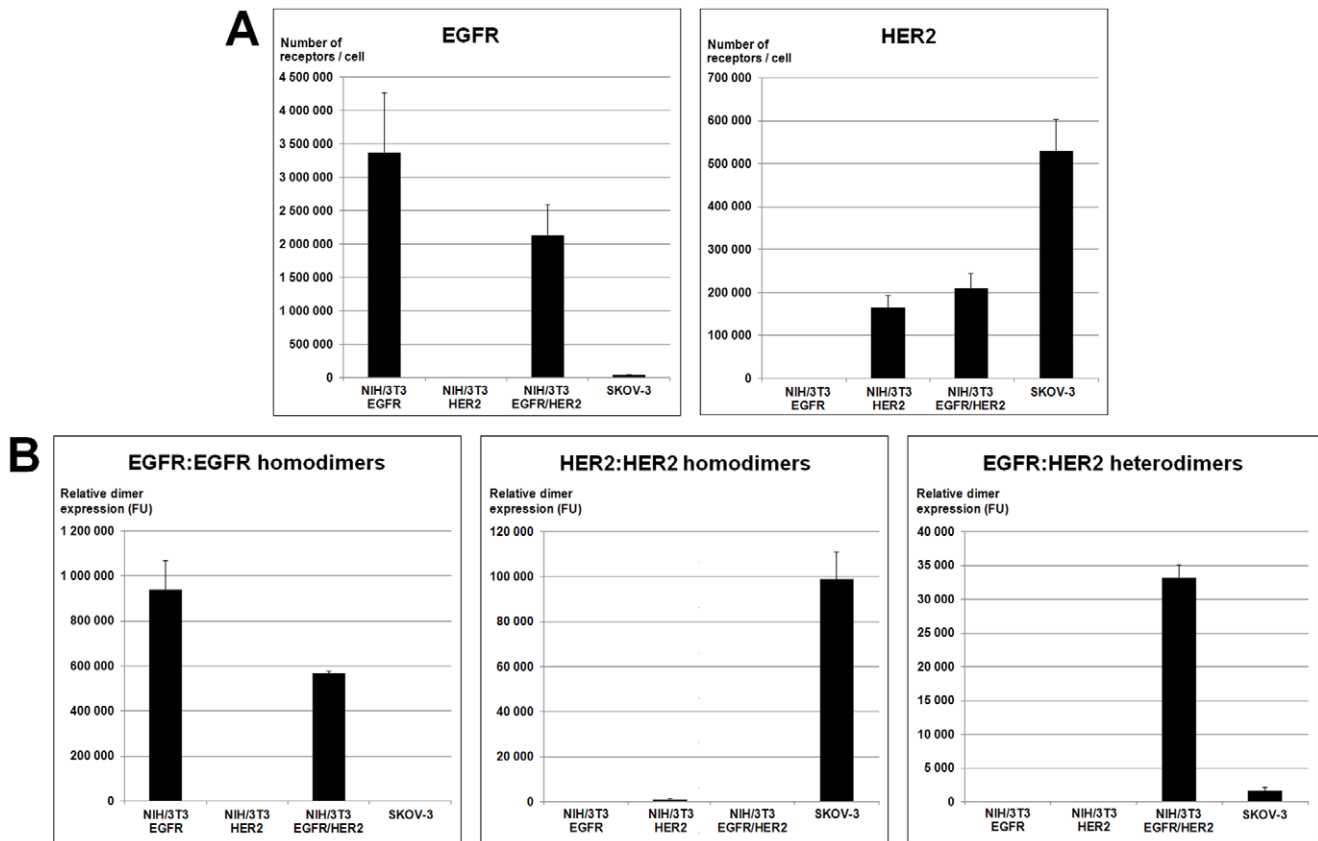 A
EGFR
Number of
receptors / cell
4 500 000
4 000 000
3 500 000
3 000 000
2 500 000
2 000 000
1 500 000
1 000 000
500 000
0
NIH/3T3 NIH/3T3 NIH/3T3 SKOV-3
EGFR HER2 EGFR/HER2
HER2
Number of
receptors / cell
700 000
600 000
500 000
400 000
300 000
200 000
100 000
0
NIH/3T3 NIH/3T3 NIH/3T3 SKOV-3
EGFR HER2 EGFR/HER2
B
EGFR:EGFR homodimers
Relative dimer
expression (FU)
1 200 000
1 000 000
800 000
600 000
400 000
200 000
0
NIH/3T3 NIH/3T3 NIH/3T3 SKOV-3
EGFR HER2 EGFR/HER2
HER2:HER2 homodimers
Relative dimer
expression (FU)
120 000
100 000
80 000
60 000
40 000
20 000
0
NIH/3T3 NIH/3T3 NIH/3T3 SKOV-3
EGFR HER2 EGFR/HER2
EGFR:HER2 heterodimers
Relative dimer
expression (FU)
40 000
35 000
30 000
25 000
20 000
15 000
10 000
5 000
0
NIH/3T3 NIH/3T3 NIH/3T3 SKOV-3
EGFR HER2 EGFR/HER2